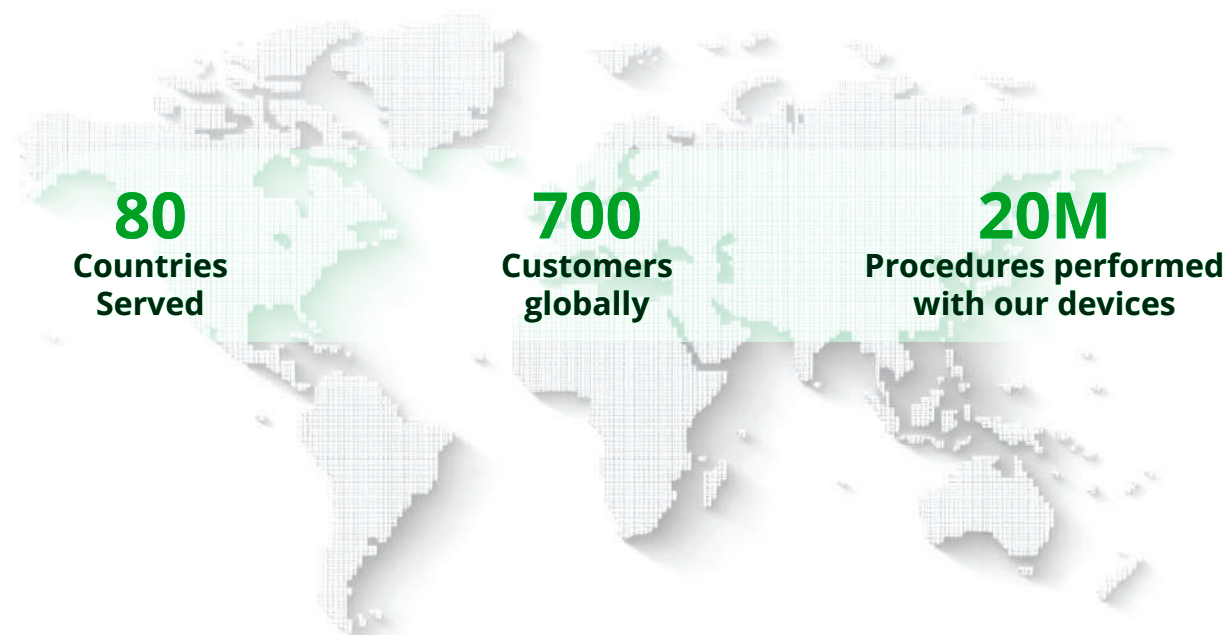 80
Countries
Served
700
Customers
globally
20M
Procedures performed
with our devices